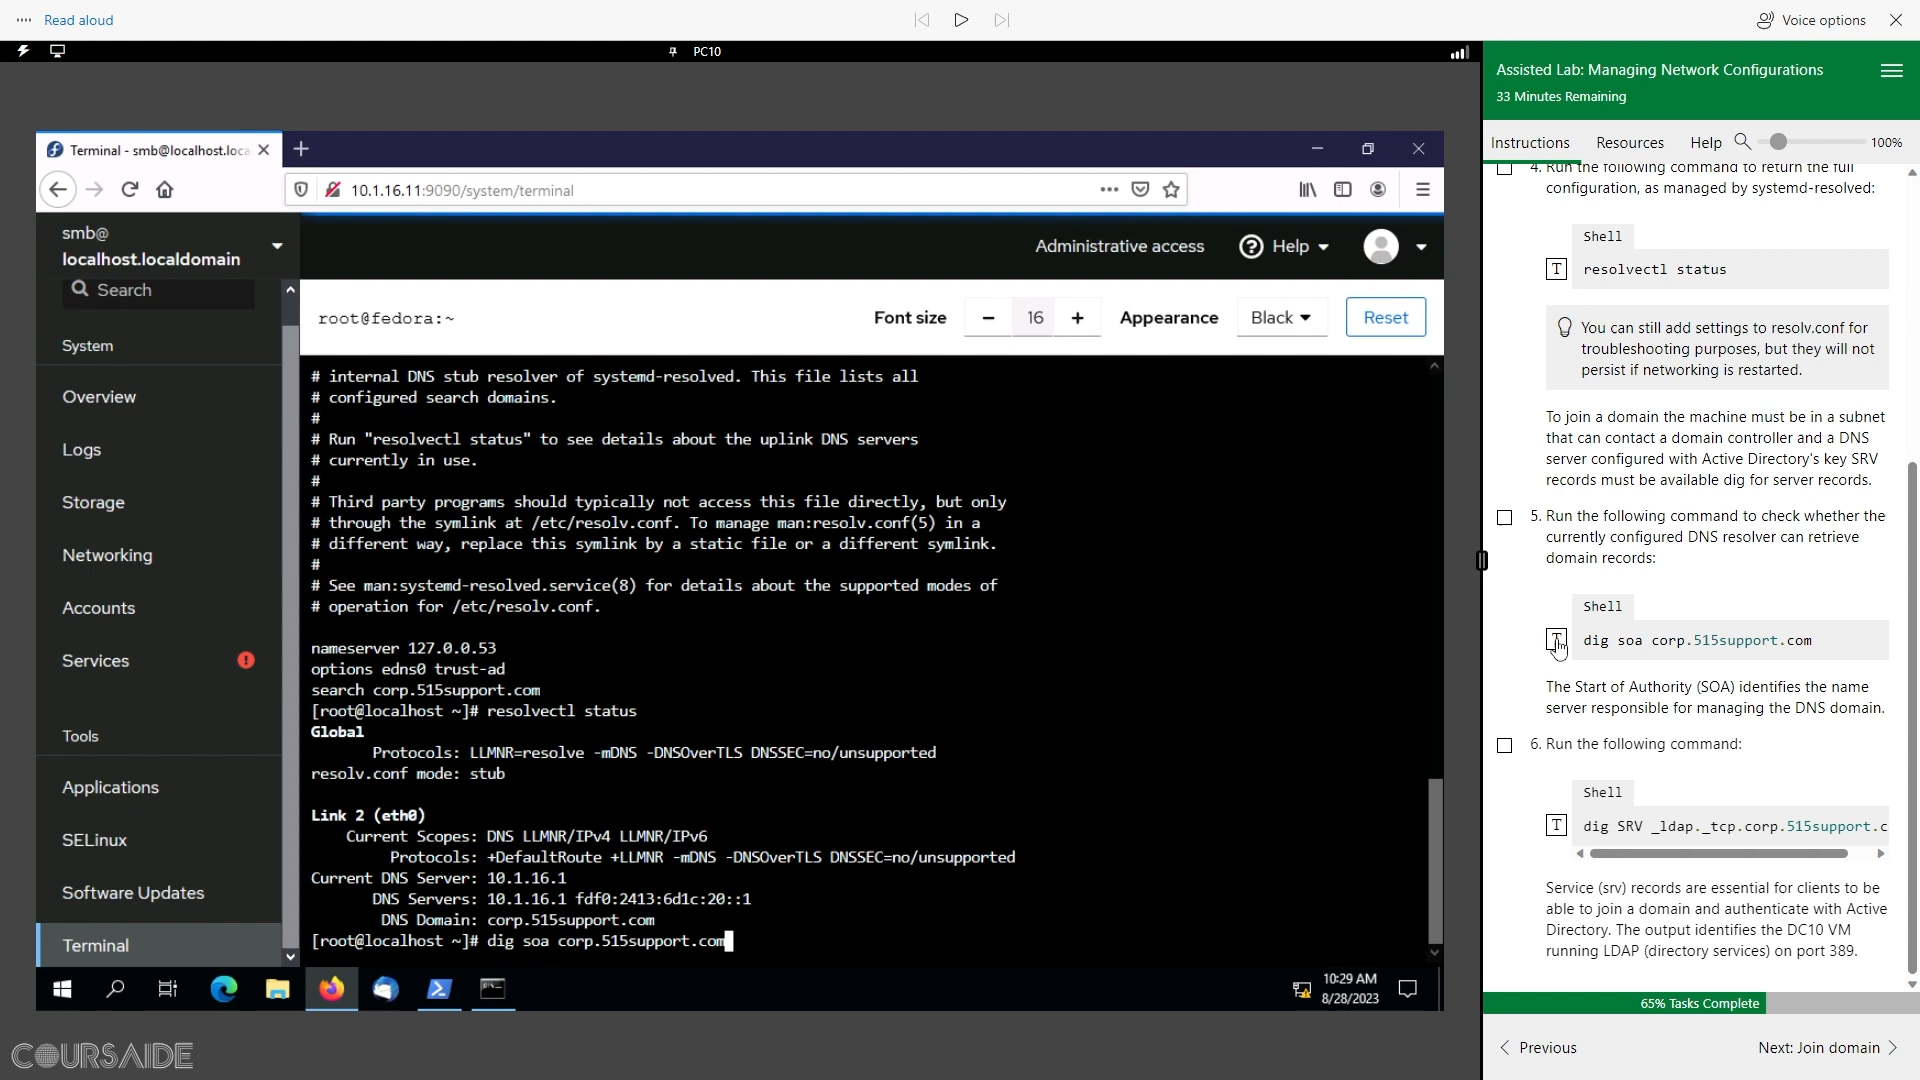 Read aloud
Voice options
PC10
Terminal - smb@localhost.loca
10.1.16.11:9090/system/terminal
smb@
localhost.localdomain
Administrative access
Help
Search
System
Overview
Logs
Storage
Networking
Accounts
Services
Tools
Applications
SELinux
Software Updates
Terminal
root@fedora:~
Font size
16
Appearance
Black
Reset
# internal DNS stub resolver of systemd-resolved. This file lists all
# configured search domains.
#
# Run "resolvectl status" to see details about the uplink DNS servers
# currently in use.
#
# Third party programs should typically not access this file directly, but only
# through the symlink at /etc/resolv.conf. To manage man:resolv.conf(5) in a
# different way, replace this symlink by a static file or a different symlink.
#
# See man:systemd-resolved.service(8) for details about the supported modes of
# operation for /etc/resolv.conf.
nameserver 127.0.0.53
options edns0 trust-ad
search corp.515support.com
[root@localhost ~]# resolvectl status
Global
Protocols: LLMNR=resolve -mDNS -DNSOverTLS DNSSEC=no/unsupported
resolv.conf mode: stub
Link 2 (eth0)
Current Scopes: DNS LLMNR/IPv4 LLMNR/IPv6
Protocols: +DefaultRoute +LLMNR -mDNS -DNSOverTLS DNSSEC=no/unsupported
Current DNS Server: 10.1.16.1
DNS Servers: 10.1.16.1 fdf0:2413:6d1c:20::1
DNS Domain: corp.515support.com
[root@localhost ~]# dig soa corp.515support.com
10:29 AM
8/28/2023
COURSAIDE
Assisted Lab: Managing Network Configurations
33 Minutes Remaining
Instructions
Resources
Help
100%
4. Run the following command to return the full
configuration, as managed by systemd-resolved:
Shell
T
resolvectl status
You can still add settings to resolv.conf for
troubleshooting purposes, but they will not
persist if networking is restarted.
To join a domain the machine must be in a subnet
that can contact a domain controller and a DNS
server configured with Active Directory's key SRV
records must be available dig for server records.
5. Run the following command to check whether the
currently configured DNS resolver can retrieve
domain records:
Shell
T
dig soa corp.515support.com
The Start of Authority (SOA) identifies the name
server responsible for managing the DNS domain.
6. Run the following command:
Shell
T
dig SRV _ldap._tcp.corp.515support.c
Service (srv) records are essential for clients to be
able to join a domain and authenticate with Active
Directory. The output identifies the DC10 VM
running LDAP (directory services) on port 389.
65% Tasks Complete
Previous
Next: Join domain